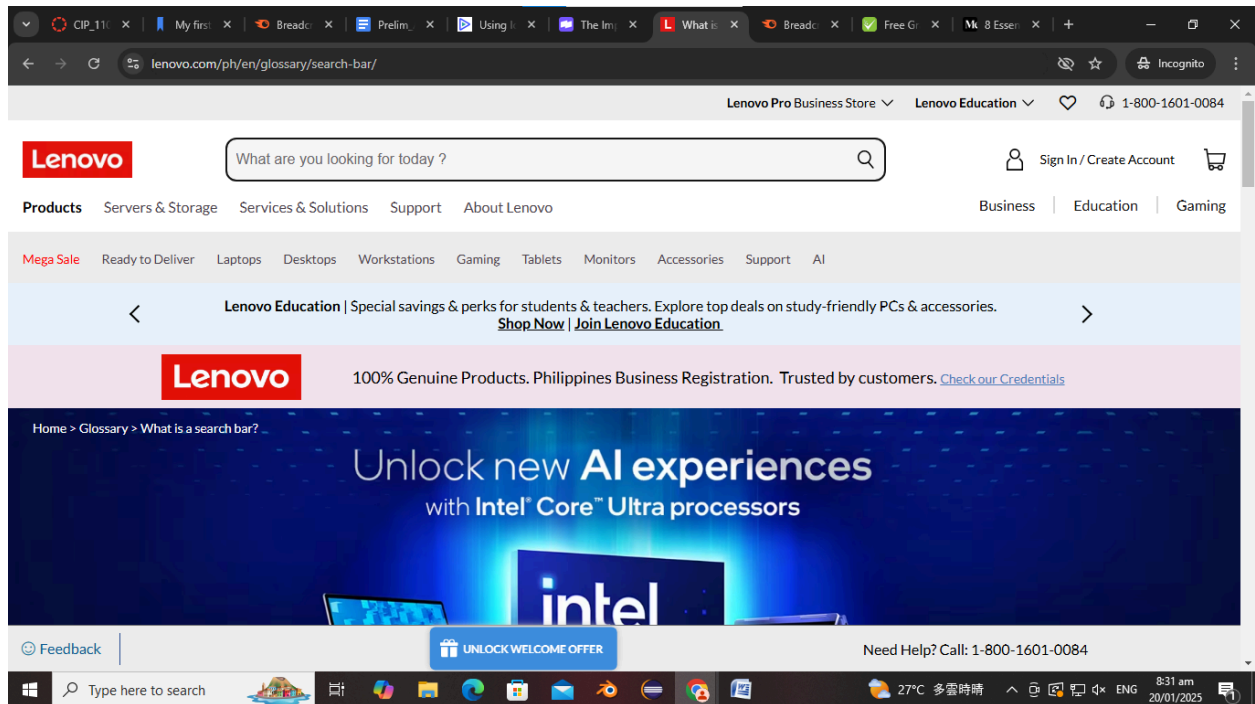 CIP_110 My first Breadc Prelim_ Using Ic The Imp What is Breadc Free Gr 8 Essen
lenovo.com/ph/en/glossary/search-bar/ Incognito
Lenovo Pro Business Store Lenovo Education 1-800-1601-0084
Lenovo What are you looking for today ? Sign In / Create Account
Products Servers & Storage Services & Solutions Support About Lenovo Business Education Gaming
Mega Sale Ready to Deliver Laptops Desktops Workstations Gaming Tablets Monitors Accessories Support AI
Lenovo Education | Special savings & perks for students & teachers. Explore top deals on study-friendly PCs & accessories.
Shop Now | Join Lenovo Education
Lenovo 100% Genuine Products. Philippines Business Registration. Trusted by customers. Check our Credentials
Home > Glossary > What is a search bar?
Unlock new AI experiences
with Intel® Core™ Ultra processors
intel
Feedback UNLOCK WELCOME OFFER Need Help? Call: 1-800-1601-0084
Type here to search 27°C 多雲時晴 ENG 8:31 am
20/01/2025